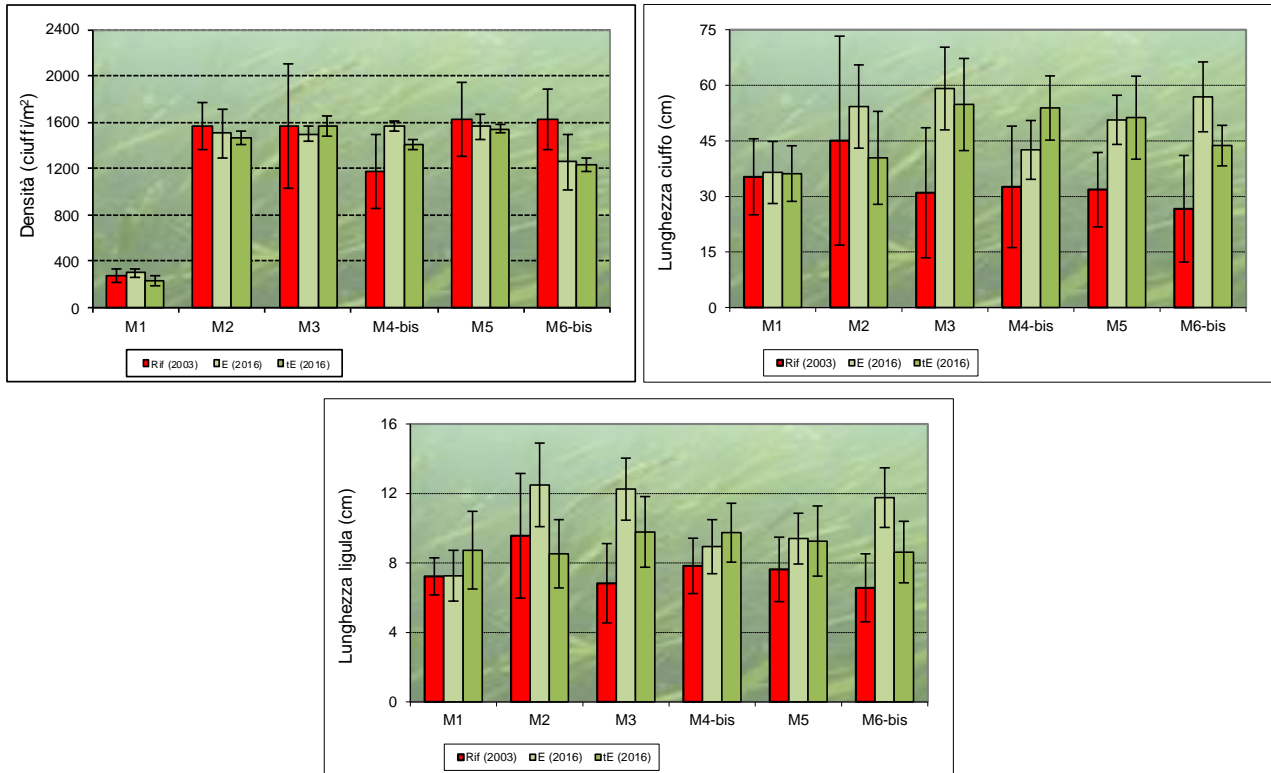 Densità (ciuffi/m²)
2400
2000
1600
1200
800
400
0
M1 M2 M3 M4-bis M5 M6-bis
Rif (2003) E (2016) tE (2016)
Lunghezza ciuffo (cm)
75
60
45
30
15
0
M1 M2 M3 M4-bis M5 M6-bis
Rif (2003) E (2016) tE (2016)
Lunghezza ligula (cm)
16
12
8
4
0
M1 M2 M3 M4-bis M5 M6-bis
Rif (2003) E (2016) tE (2016)